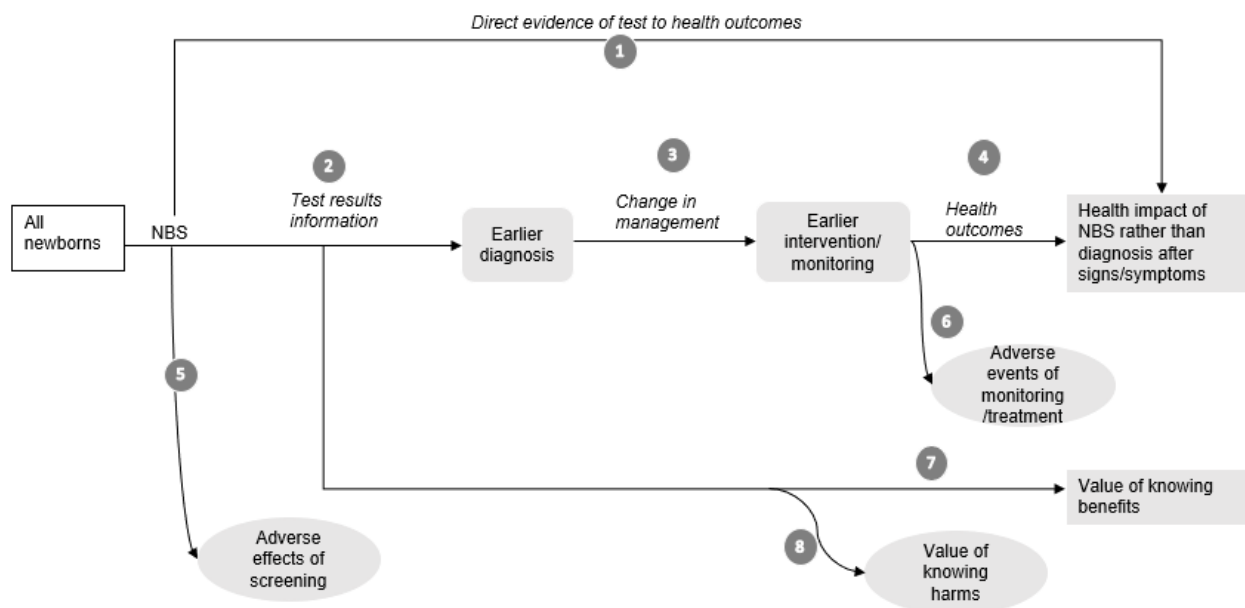 Direct evidence of test to health outcomes
1
2
3
4
Test results
information
Change in
management
Health
outcomes
All
newborns
NBS
Earlier
diagnosis
Earlier
intervention/
monitoring
Health impact of
NBS rather than
diagnosis after
signs/symptoms
5
6
Adverse
events of
monitoring
/treatment
7
Value of knowing
benefits
8
Adverse
effects of
screening
Value of
knowing
harms